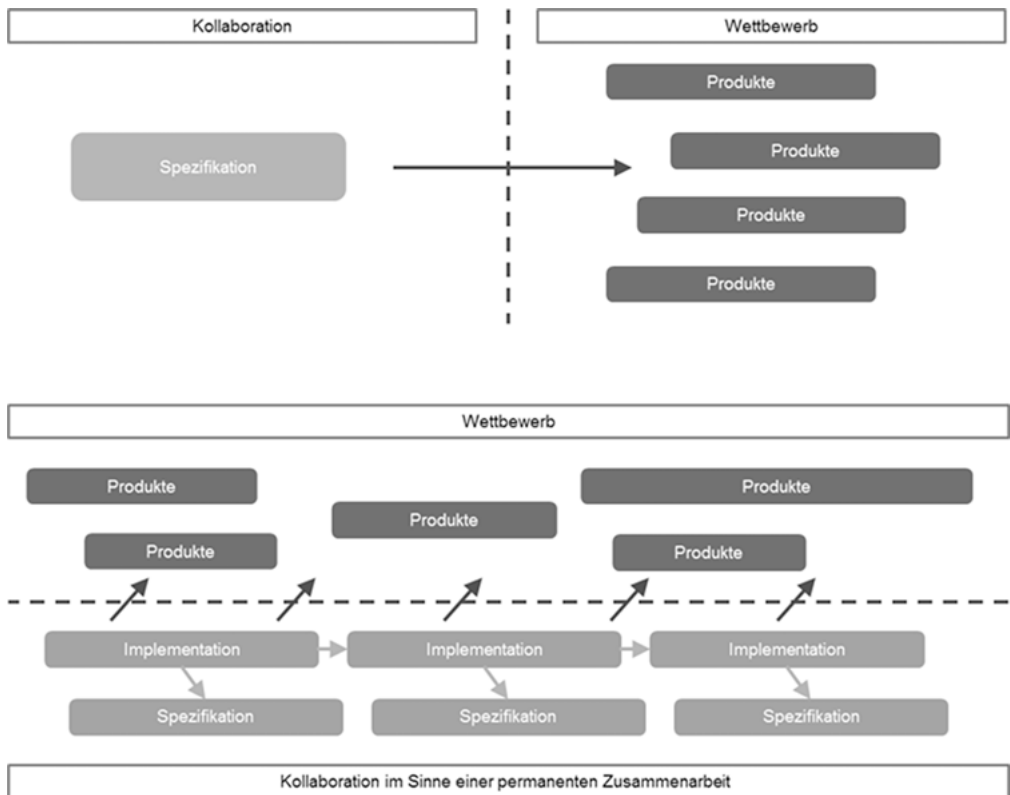 Kollaboration
Wettbewerb
Produkte
Spezifikation
Produkte
Produkte
Produkte
Wettbewerb
Produkte
Produkte
Produkte
Produkte
Produkte
Implementation
Implementation
Implementation
Spezifikation
Spezifikation
Spezifikation
Kollaboration im Sinne einer permanenten Zusammenarbeit